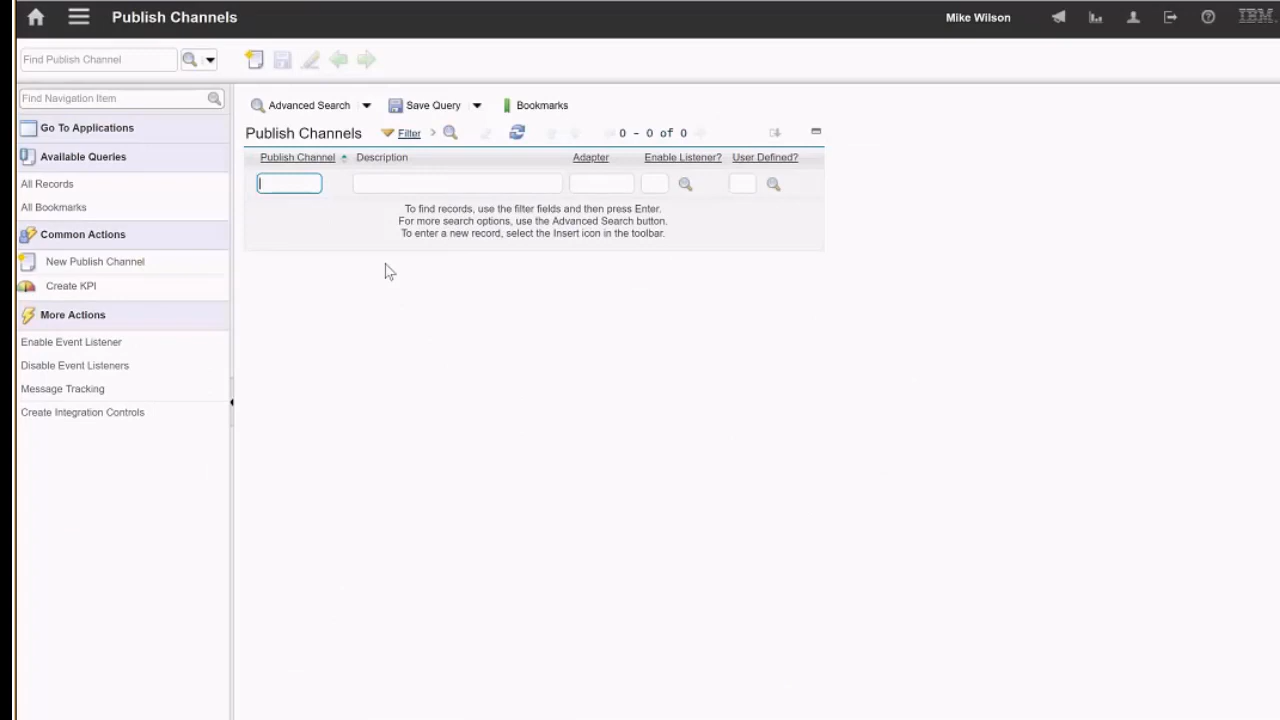 Publish Channels
Mike Wilson
IBM.
Find Publish Channel
Find Navigation Item
Go To Applications
Available Queries
All Records
All Bookmarks
Common Actions
New Publish Channel
Create KPI
More Actions
Enable Event Listener
Disable Event Listeners
Message Tracking
Create Integration Controls
Advanced Search Save Query Bookmarks
Publish Channels Filter 0 - 0 of 0
Publish Channel Description Adapter Enable Listener? User Defined?
To find records, use the filter fields and then press Enter.
For more search options, use the Advanced Search button.
To enter a new record, select the Insert icon in the toolbar.